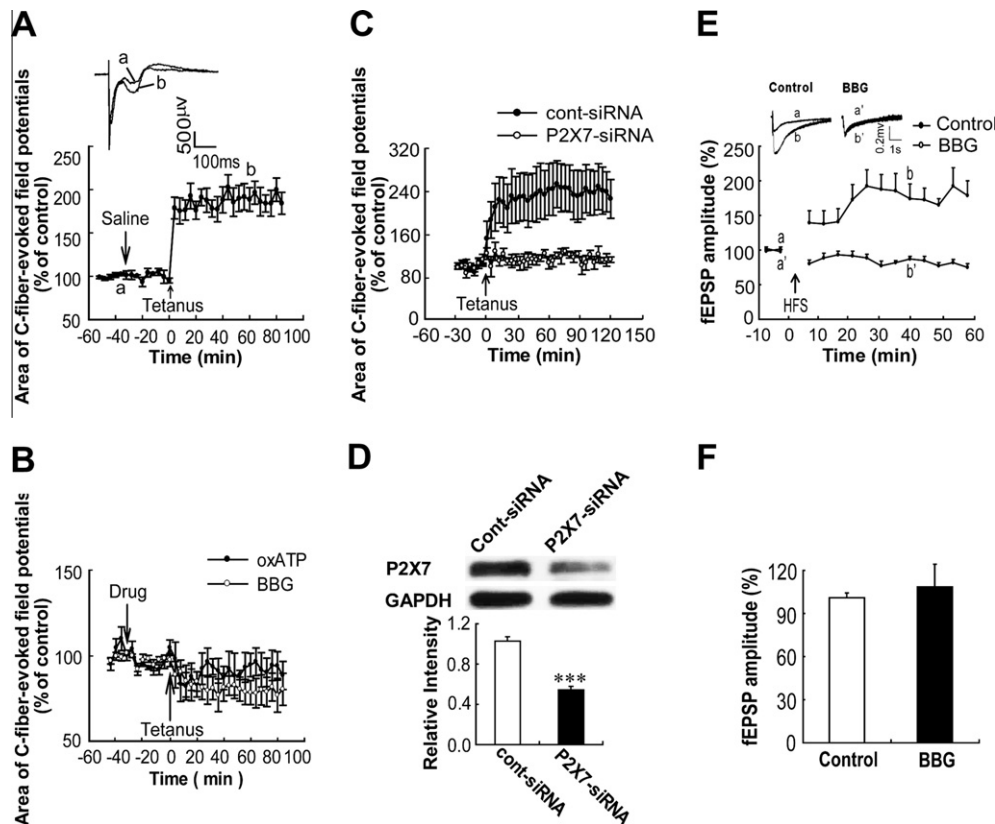 A
Area of C-fiber-evoked field potentials
(% of control)
a
b
500μv
100ms
250
200
150
100
50
b
Saline
a
Tetanus
-60 -40 -20 0 20 40 60 80 100
Time (min)
B
Area of C-fiber-evoked field potentials
(% of control)
oxATP
BBG
150
100
50
Drug
Tetanus
-60 -40 -20 0 20 40 60 80 100
Time ( min )
C
Area of C-fiber-evoked field potentials
(% of control)
cont-siRNA
P2X7-siRNA
320
240
160
80
0
Tetanus
-60 -30 0 30 60 90 120 150
Time (min)
D
Cont-siRNA
P2X7-siRNA
P2X7
GAPDH
Relative Intensity
1.2
0.8
0.4
0.0
***
cont-siRNA
P2X7-siRNA
E
Control
BBG
a
b
a'
b'
0.2mv
1s
Control
BBG
fEPSP amplitude (%)
250
200
150
100
50
0
a
a'
b
b'
HFS
-10 0 10 20 30 40 50 60
Time (min)
F
fEPSP amplitude (%)
120
90
60
30
0
Control
BBG